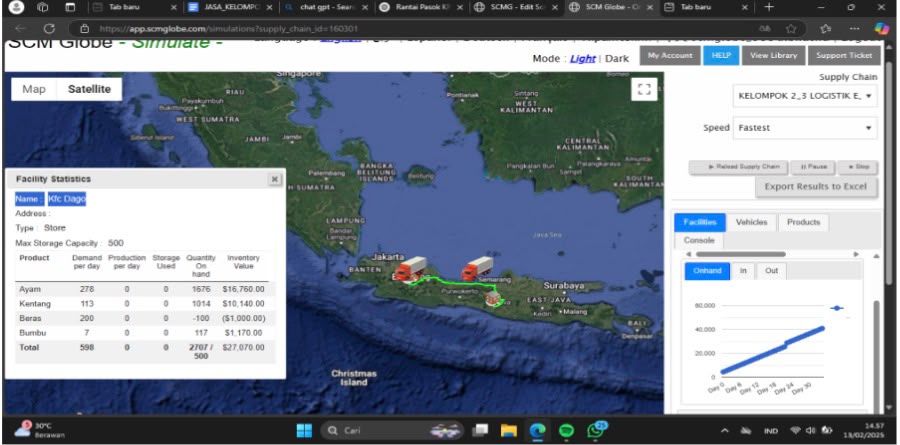 Tab baru
JASA_KELOMPO
chat gpt - Sear
Rantai Pasok KF
SCMG - Edit Sc
SCM Globe - C
Tab baru
https://app.scmglobe.com/simulations?supply_chain_id=160301
SCM Globe - Simulate -
Mode : Light | Dark
My Account
HELP
View Library
Support Ticket
Map
Satellite
Supply Chain
KELOMPOK 2_3 LOGISTIK E_
Speed
Fastest
Reload Supply Chain
Pause
Stop
Export Results to Excel
Singapore
RIAU
Payakumbuh
Bukittinggi
WEST SUMATRA
Siberut Island
JAMBI
Jambi
Palembang
BANGKA
BELITUNG
ISLANDS
Belitung
H SUMATRA
LAMPUNG
Bandar
Lampung
Borneo
Pontianak
Sintang
WEST
KALIMANTAN
CENTRAL
KALIMANTAN
Pangkalan Bun
Palangkaraya
Sampit
Amuntai
SOUTH
KALIMANTAN
Java Sea
Jakarta
BANTEN
Semarang
Purwokerto
Surabaya
EAST JAVA
Kediri
Malang
BALI
Denpasar
Christmas
Island
Facility Statistics
Name : Kfc Dago
Address :
Type : Store
Max Storage Capacity : 500
Product Demand per day Production per day Storage Used Quantity On hand Inventory Value
Ayam 278 0 0 1676 $16,760.00
Kentang 113 0 0 1014 $10,140.00
Beras 200 0 0 -100 ($1,000.00)
Bumbu 7 0 0 117 $1,170.00
Total 598 0 0 2707 / 500 $27,070.00
Facilities
Vehicles
Products
Console
Onhand
In
Out
60,000
40,000
20,000
0
Day 0
Day 6
Day 12
Day 18
Day 24
Day 30
30°C
Berawan
Cari
IND
14.57
13/02/2025